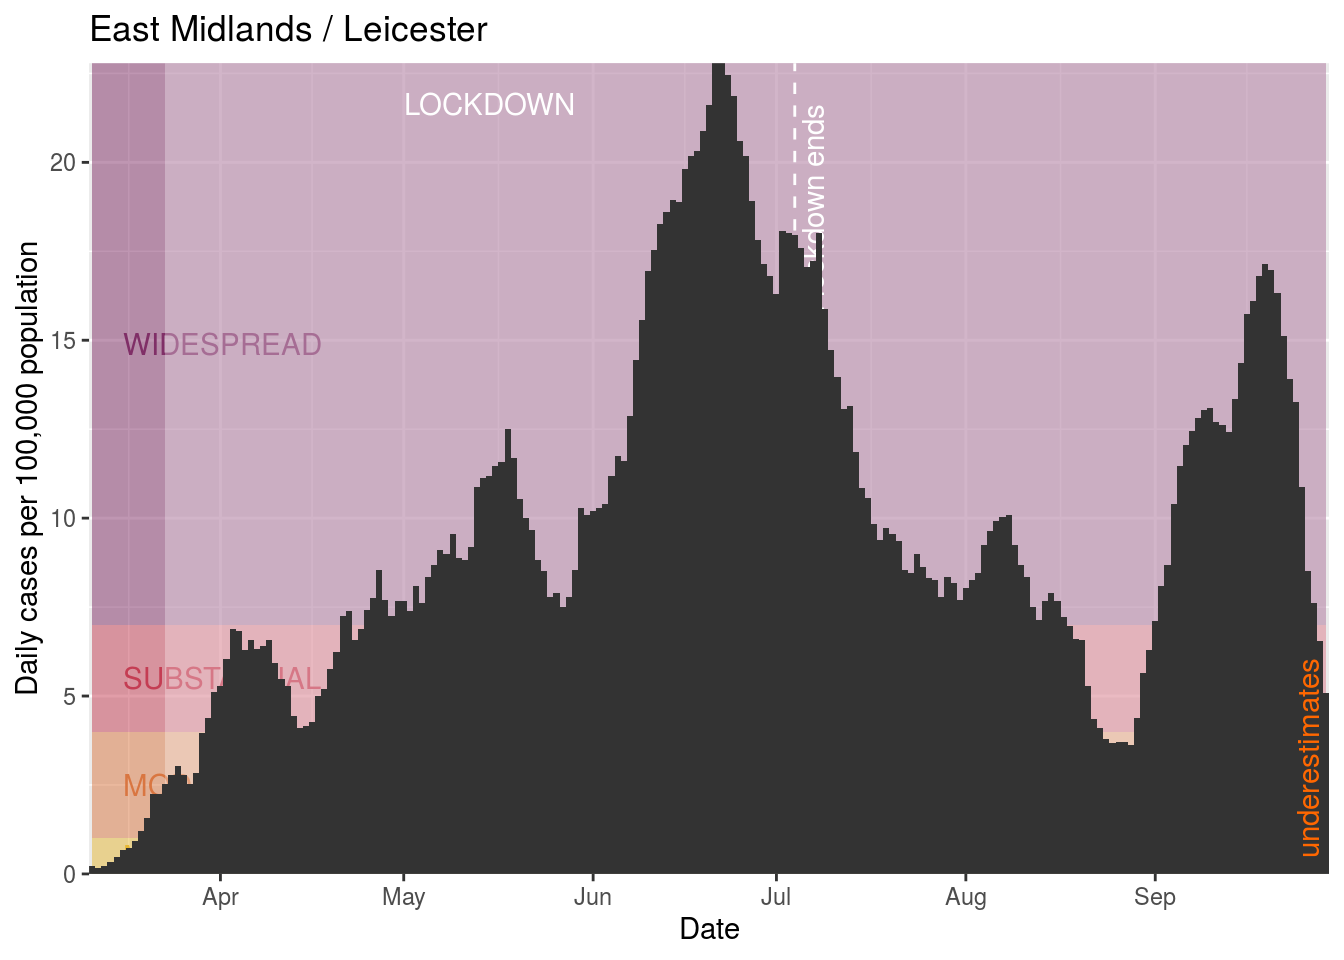 East Midlands / Leicester
Daily cases per 100,000 population
20
15
10
5
0
LOCKDOWN
ends
WIDESPREAD
underestimates
Apr
May
Jun
Jul
Aug
Sep
Date